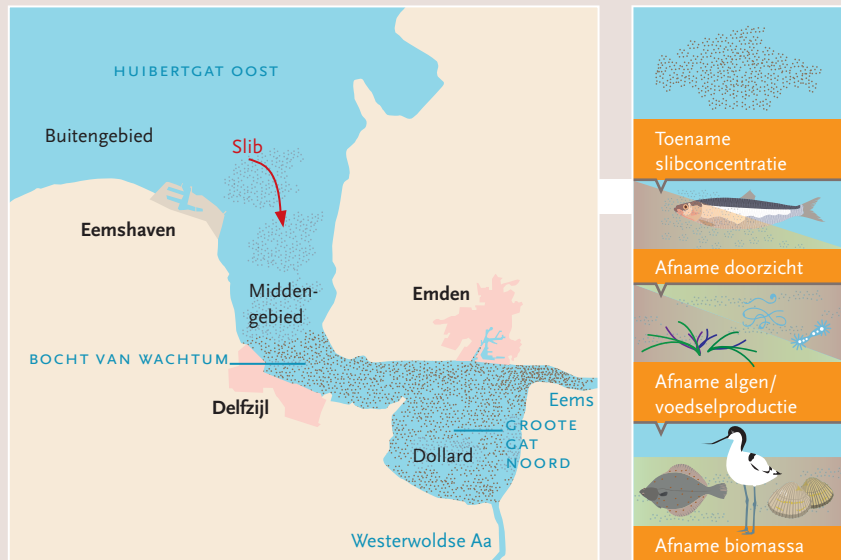 HUIBERTGAT OOST
Buitengebied
Slib
Eemshaven
Midden-
gebied
Emden
BOCHT VAN WACHTUM
Delfzijl
Eems
GROOTE
GAT
NOORD
Dollard
Westerwoldse Aa
Toename
slibconcentratie
Afname doorzicht
Afname algen/
voedselproductie
Afname biomassa